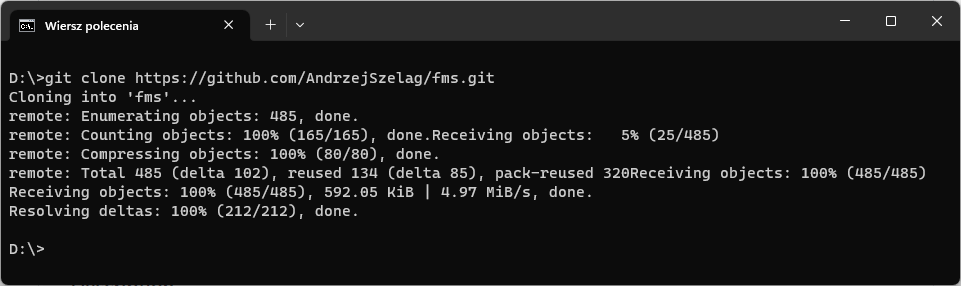 Wiersz polecenia
D:\>git clone https://github.com/AndrzejSzelag/fms.git
Cloning into 'fms'...
remote: Enumerating objects: 485, done.
remote: Counting objects: 100% (165/165), done.Receiving objects:   5% (25/485)
remote: Compressing objects: 100% (80/80), done.
remote: Total 485 (delta 102), reused 134 (delta 85), pack-reused 320Receiving objects: 100% (485/485)
Receiving objects: 100% (485/485), 592.05 KiB | 4.97 MiB/s, done.
Resolving deltas: 100% (212/212), done.
D:\>